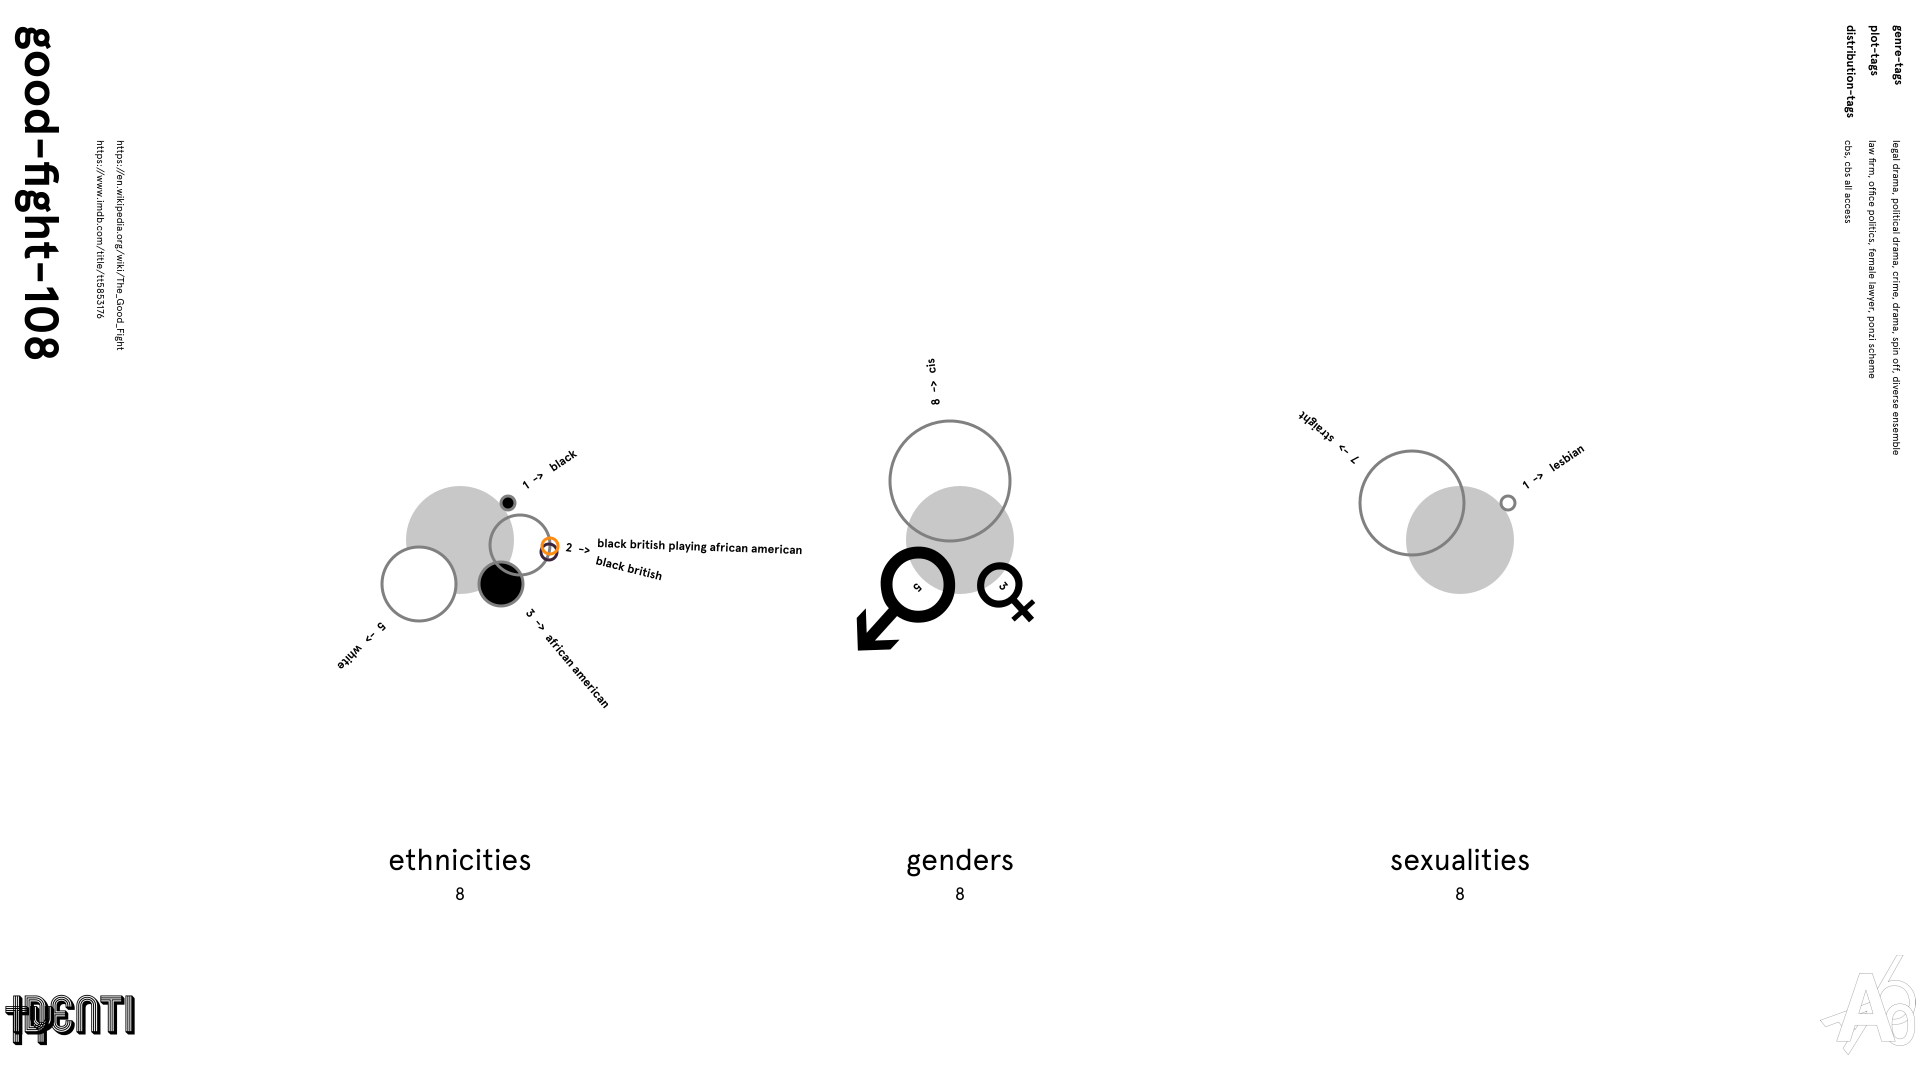 good-fight-108
https://en.wikipedia.org/wiki/The_Good_Fight
https://www.imdb.com/title/tt5853176
genre-tags
legal drama, political drama, crime, drama, spin off, diverse ensemble
plot-tags
law firm, office politics, female lawyer, ponzi scheme
distribution-tags
cbs, cbs all access
1 -> black
2 -> black british playing african american
black british
3 -> african american
5 -> white
ethnicities
8
8 -> cis
5
3
genders
8
7 -> straight
1 -> lesbian
sexualities
8
IDENTI